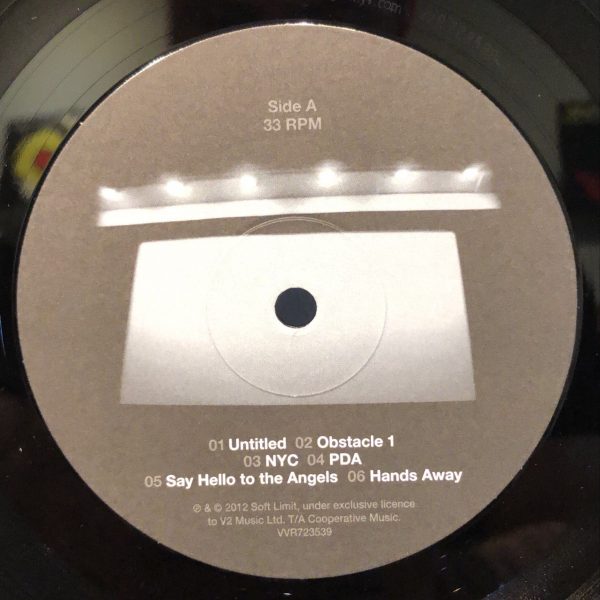 Side A
33 RPM
01 Untitled 02 Obstacle 1
03 NYC 04 PDA
05 Say Hello to the Angels 06 Hands Away
℗ & © 2012 Soft Limit, under exclusive licence
to V2 Music Ltd. T/A Cooperative Music.
VVR723539